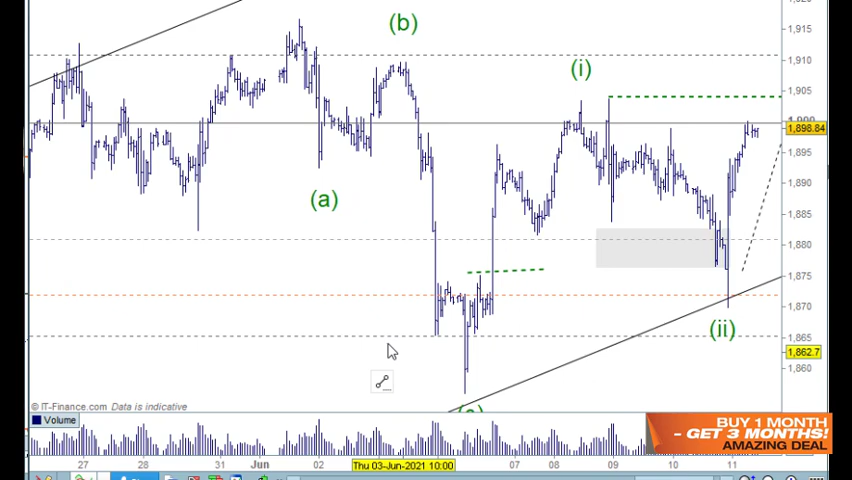 1,915
(b)
1,910
(i)
1,905
1,900
1,898.84
1,895
1,890
(a)
1,885
1,880
1,875
1,870
(ii)
1,865
1,862.7
1,860
© IT-Finance.com Data is indicative
Volume
BUY 1 MONTH
- GET 3 MONTHS!
AMAZING DEAL
27 28 Jun 02 Thu 03-Jun-2021 10:00 07 08 09 10 11